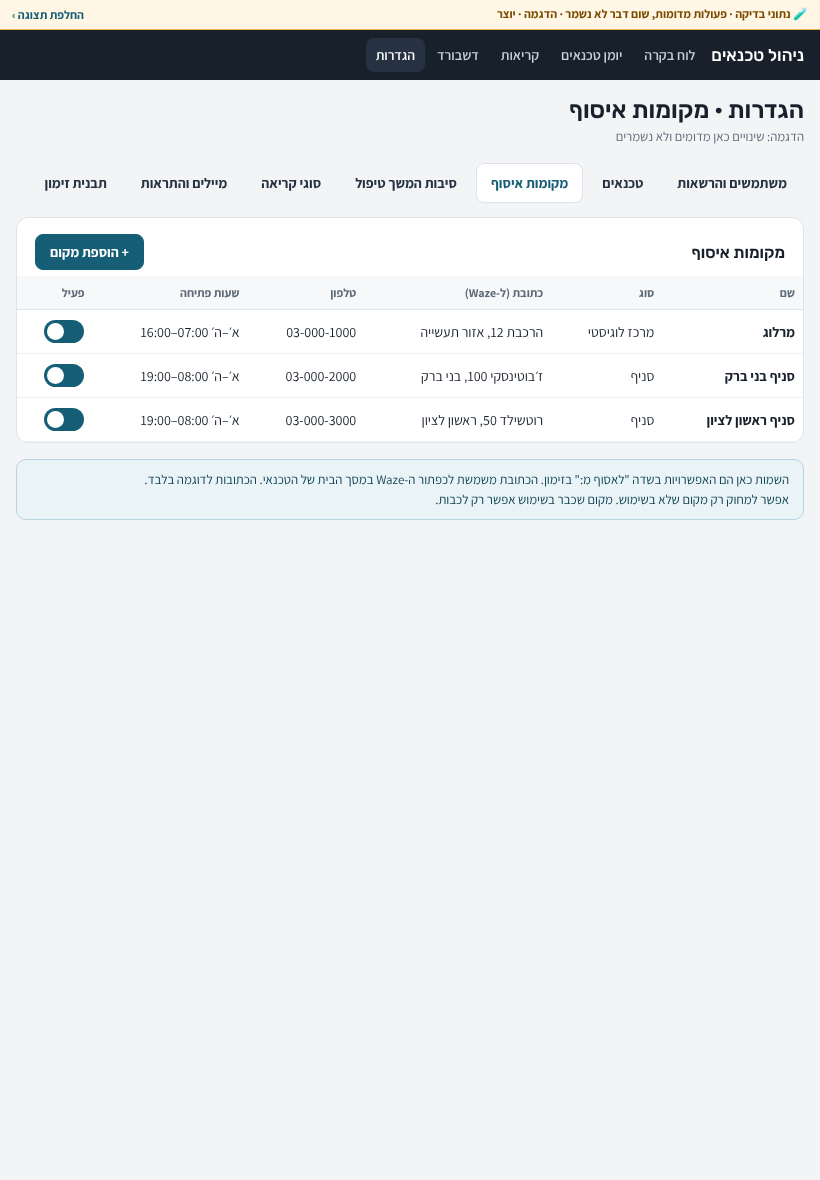 🧪 נתוני בדיקה · פעולות מדומות, שום דבר לא נשמר · הדגמה · יוצר
החלפת תצוגה ›
ניהול טכנאים לוח בקרה יומן טכנאים קריאות דשבורד הגדרות
הגדרות • מקומות איסוף
הדגמה: שינויים כאן מדומים ולא נשמרים
משתמשים והרשאות טכנאים מקומות איסוף סיבות המשך טיפול סוגי קריאה מיילים והתראות תבנית זימון
מקומות איסוף
+ הוספת מקום
שם סוג כתובת (ל-Waze) טלפון שעות פתיחה פעיל
מרלוג מרכז לוגיסטי הרכבת 12, אזור תעשייה 03-000-1000 א׳–ה׳ 07:00–16:00
סניף בני ברק סניף ז׳בוטינסקי 100, בני ברק 03-000-2000 א׳–ה׳ 08:00–19:00
סניף ראשון לציון סניף רוטשילד 50, ראשון לציון 03-000-3000 א׳–ה׳ 08:00–19:00
השמות כאן הם האפשרויות בשדה "לאסוף מ:" בזימון. הכתובת משמשת לכפתור ה-Waze במסך הבית של הטכנאי. הכתובות לדוגמה בלבד.
אפשר למחוק רק מקום שלא בשימוש. מקום שכבר בשימוש אפשר רק לכבות.